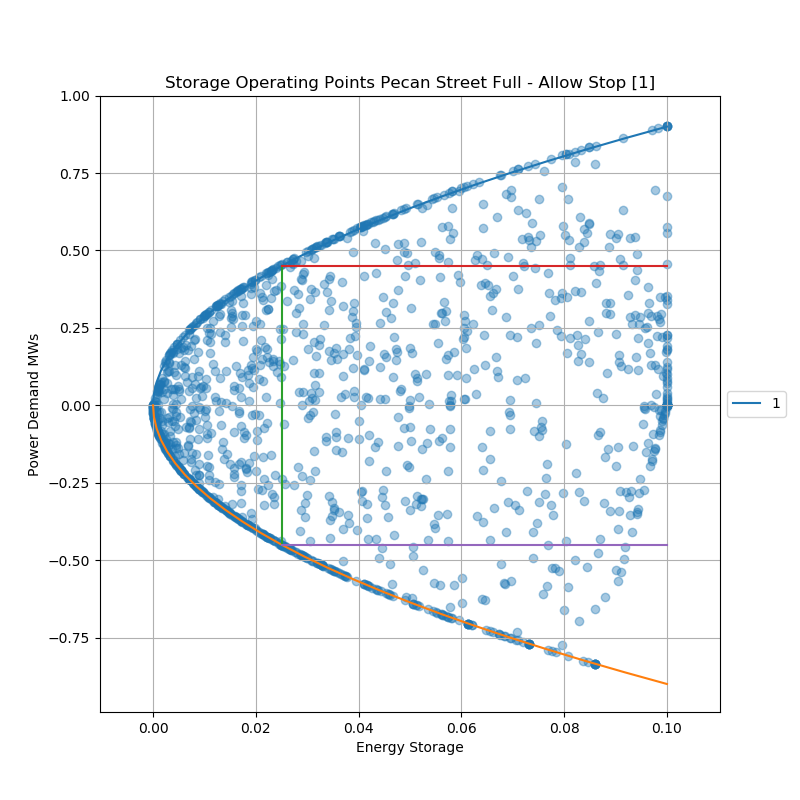 Storage Operating Points Pecan Street Full - Allow Stop [1]
1.00
0.75
0.50
0.25
0.00
−0.25
−0.50
−0.75
Power Demand MWs
0.00 0.02 0.04 0.06 0.08 0.10
Energy Storage
1